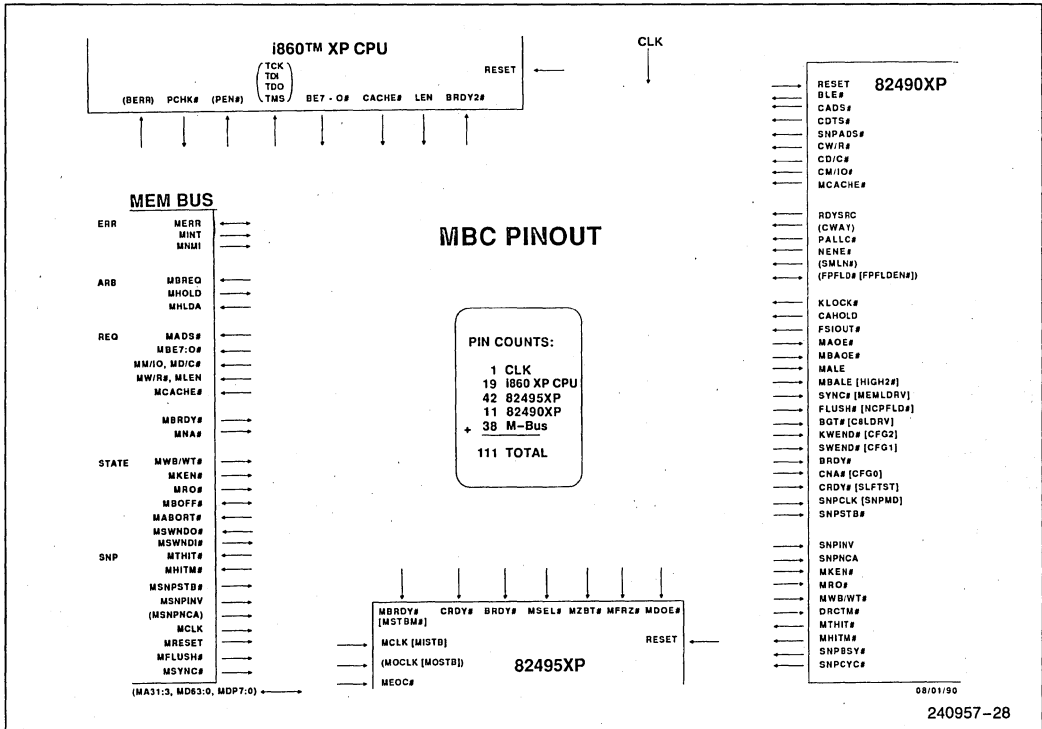 i860™ XP CPU
RESET
TCK
TDI
TDO
TMS
(BERR) PCHK# (PEN#) BE7 - 0# CACHE# LEN BRDY2#
CLK
82490XP
RESET
BLE#
CADS#
CDTS#
SNPADS#
CW/R#
CD/C#
CM/IO#
MCACHE#
RDYSRC
(CWAY)
PALLC#
NENE#
(SMLN#)
(FPFLD# [FPFLDEN#])
KLOCK#
CAHOLD
FSIOUT#
MAOE#
MBAOE#
MALE
MBALE [HIGH2#]
SYNC# [MEMLDRV]
FLUSH# [NCPFLD#]
BGT# [C8LDRV]
KWEND# [CFG2]
SWEND# [CFG1]
BRDY#
CNA# [CFG0]
CRDY# [SLFTST]
SNPCLK [SNPMD]
SNPSTB#
SNPINV
SNPNCA
MKEN#
MRO#
MWB/WT#
DRCTM#
MTHIT#
MHITM#
SNPBSY#
SNPCYC#
MEM BUS
ERR MERR
MINT
MNMI
ARB MBREQ
MHOLD
MHLDA
REQ MADS#
MBE7:0#
MM/IO, MD/C#
MW/R#, MLEN
MCACHE#
MBRDY#
MNA#
STATE MWB/WT#
MKEN#
MRO#
MBOFF#
MABORT#
MSWNDO#
MSWNDI#
SNP MTHIT#
MHITM#
MSNPSTB#
MSNPINV
(MSNPNCA)
MCLK
MRESET
MFLUSH#
MSYNC#
(MA31:3, MD63:0, MDP7:0)
MBC PINOUT
PIN COUNTS:
1 CLK
19 i860 XP CPU
42 82495XP
11 82490XP
+ 38 M-Bus
111 TOTAL
MBRDY# CRDY# BRDY# MSEL# MZBT# MFRZ# MDOE#
[MSTBM#]
MCLK [MISTB]
RESET
(MOCLK [MOSTB])
82495XP
MEOC#
08/01/90
240957-28